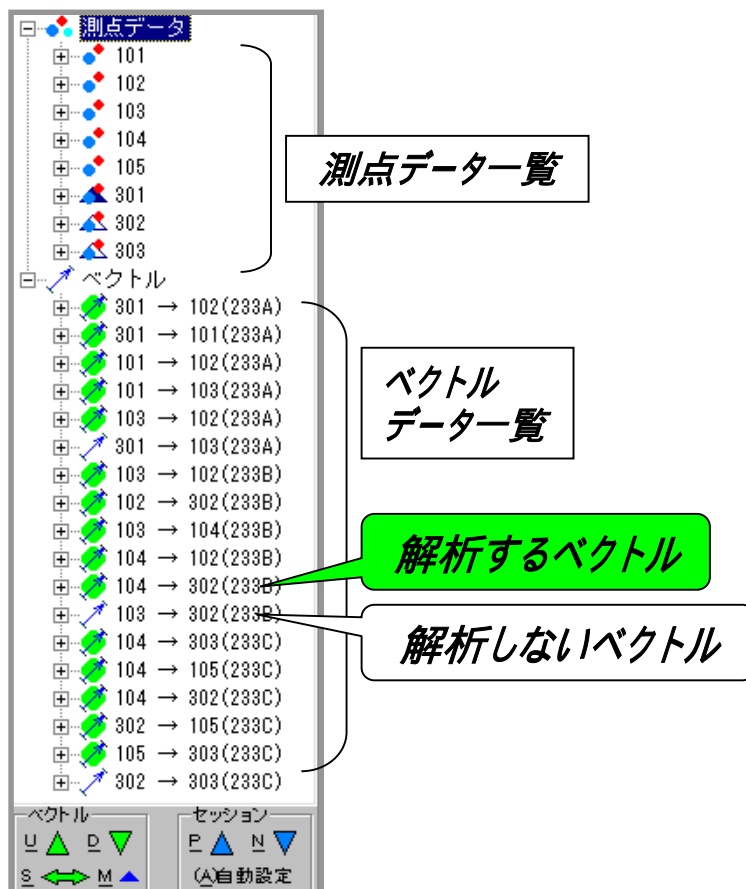 測点データ
101
102
103
104
105
301
302
303
測点データ一覧
ベクトル
301 → 102(233A)
301 → 101(233A)
101 → 102(233A)
101 → 103(233A)
103 → 102(233A)
301 → 103(233A)
103 → 102(233B)
102 → 302(233B)
103 → 104(233B)
104 → 102(233B)
104 → 302(233B)
103 → 302(233B)
104 → 303(233C)
104 → 105(233C)
104 → 302(233C)
302 → 105(233C)
105 → 303(233C)
302 → 303(233C)
ベクトル
データ一覧
解析するベクトル
解析しないベクトル
ベクトル
U D
S M
セッション
P N
(A)自動設定